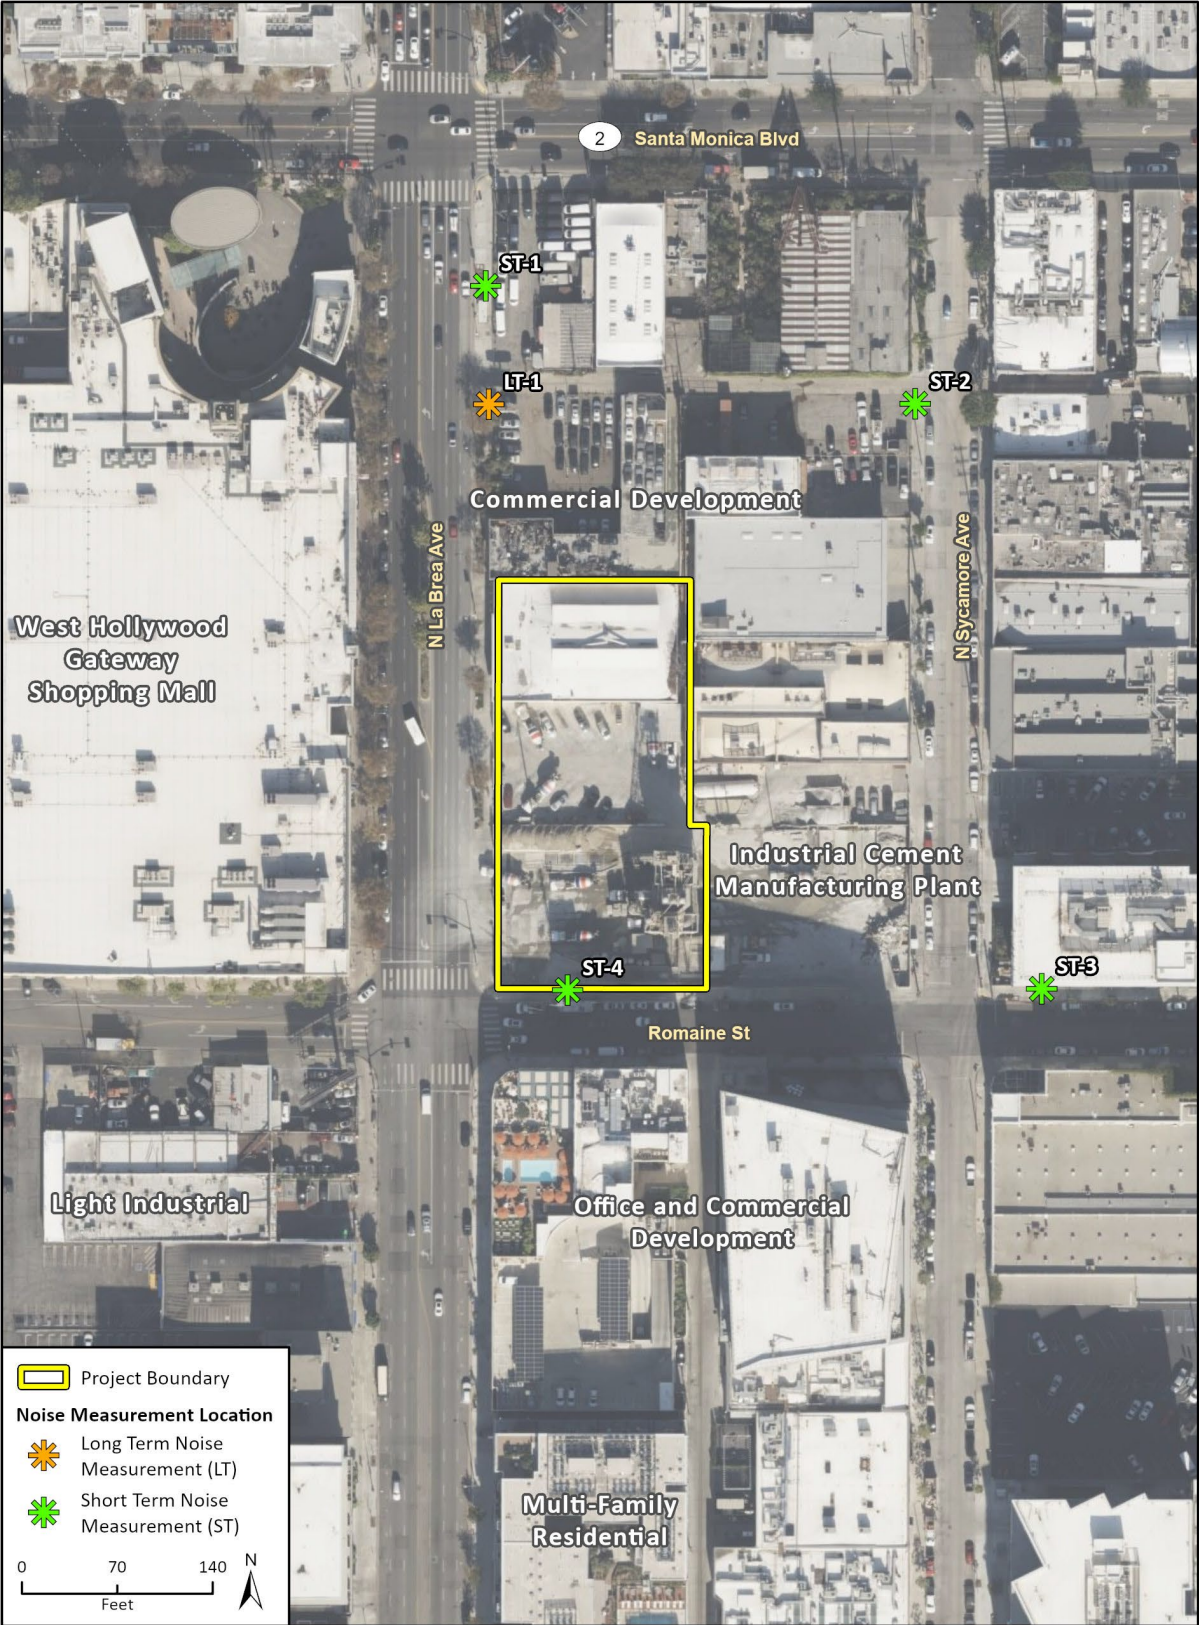 2 Santa Monica Blvd
ST-1
LT-1
ST-2
Commercial Development
N La Brea Ave
N Sycamore Ave
West Hollywood
Gateway
Shopping Mall
Industrial Cement
Manufacturing Plant
ST-4
ST-3
Romaine St
Light Industrial
Office and Commercial
Development
Multi-Family
Residential
Project Boundary
Noise Measurement Location
Long Term Noise
Measurement (LT)
Short Term Noise
Measurement (ST)
0 70 140
Feet
N